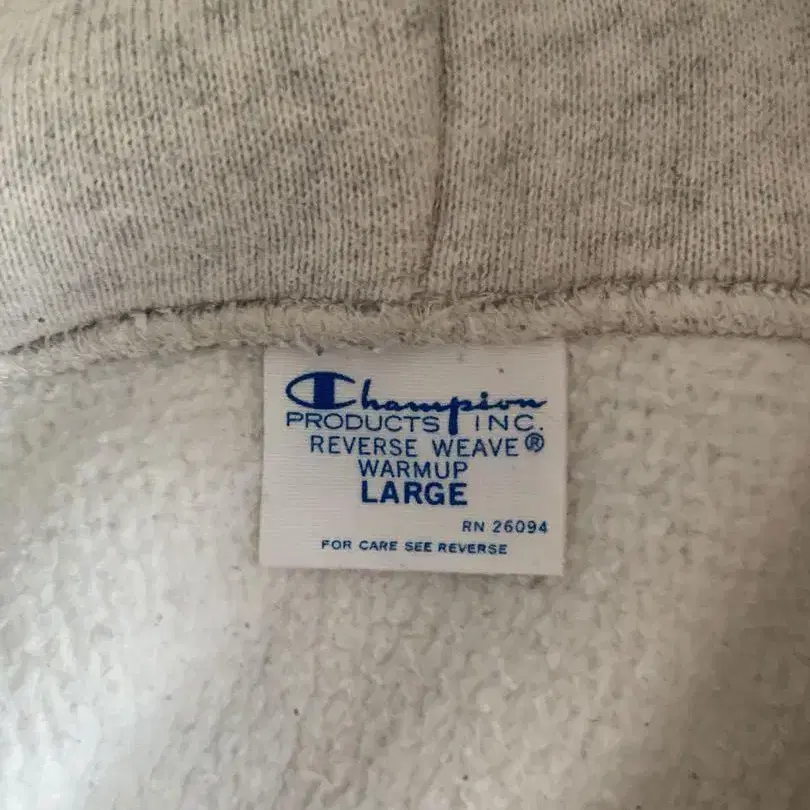 Champion
PRODUCTS INC.
REVERSE WEAVE®
WARMUP
LARGE
RN 26094
FOR CARE SEE REVERSE